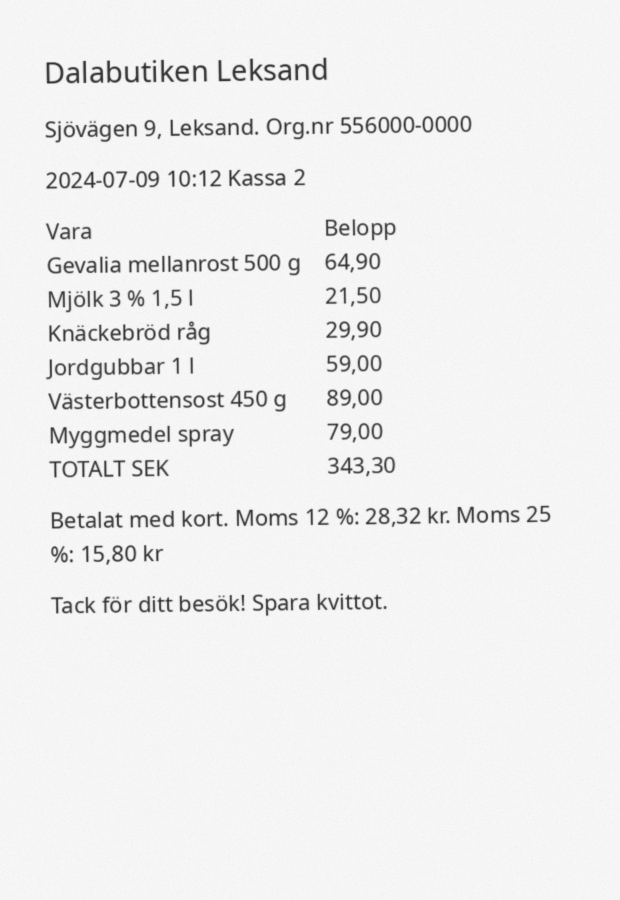 Dalabutiken Leksand
Sjövägen 9, Leksand. Org.nr 556000-0000
2024-07-09 10:12 Kassa 2
Vara Belopp
Gevalia mellanrost 500 g 64,90
Mjölk 3 % 1,5 l 21,50
Knäckebröd råg 29,90
Jordgubbar 1 l 59,00
Västerbottensost 450 g 89,00
Myggmedel spray 79,00
TOTALT SEK 343,30
Betalat med kort. Moms 12 %: 28,32 kr. Moms 25
%: 15,80 kr
Tack för ditt besök! Spara kvittot.